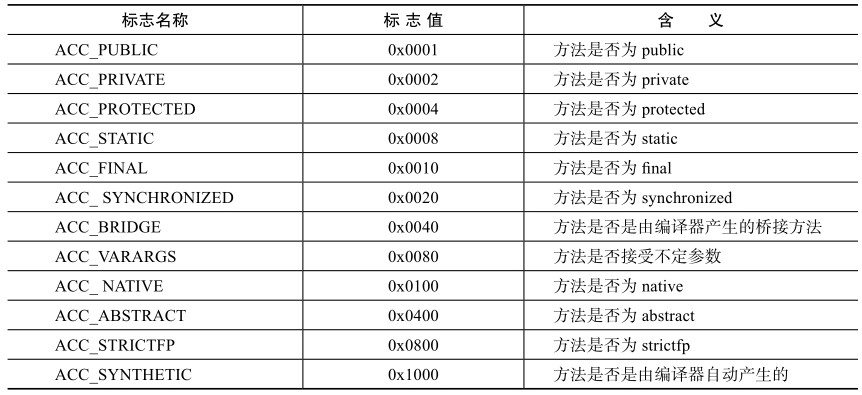 标志名称 标 志 值 含 义
ACC_PUBLIC 0x0001 方法是否为 public
ACC_PRIVATE 0x0002 方法是否为 private
ACC_PROTECTED 0x0004 方法是否为 protected
ACC_STATIC 0x0008 方法是否为 static
ACC_FINAL 0x0010 方法是否为 final
ACC_ SYNCHRONIZED 0x0020 方法是否为 synchronized
ACC_BRIDGE 0x0040 方法是否是由编译器产生的桥接方法
ACC_VARARGS 0x0080 方法是否接受不定参数
ACC_ NATIVE 0x0100 方法是否为 native
ACC_ABSTRACT 0x0400 方法是否为 abstract
ACC_STRICTFP 0x0800 方法是否为 strictfp
ACC_SYNTHETIC 0x1000 方法是否是由编译器自动产生的